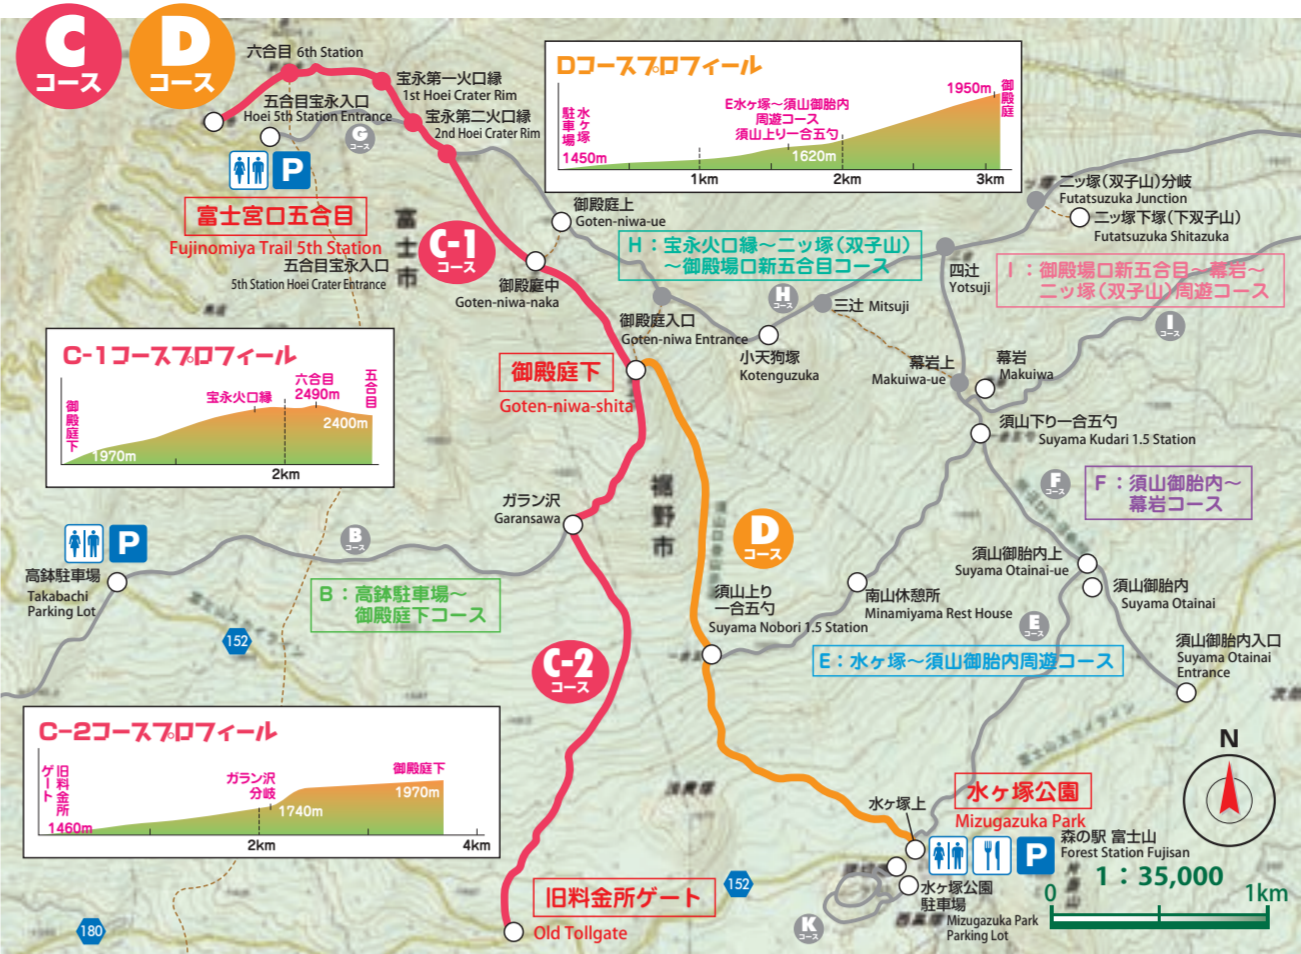 C
コース
D
コース
六合目 6th Station
宝永第一火口縁
1st Hoei Crater Rim
五合目宝永入口
Hoei 5th Station Entrance
宝永第二火口縁
2nd Hoei Crater Rim
G
コース
P
富士宮口五合目
Fujinomiya Trail 5th Station
五合目宝永入口
5th Station Hoei Crater Entrance
富士市
C-1
コース
Dコースプロフィール
水ヶ塚
駐車場
1450m
E水ヶ塚～須山御胎内
周遊コース
須山上り一合五勺
1620m
1950m
御殿庭
1km
2km
3km
御殿庭上
Goten-niwa-ue
御殿庭中
Goten-niwa-naka
H：宝永火口縁～二ッ塚（双子山）
～御殿場口新五合目コース
二ッ塚（双子山）分岐
Futatsuzuka Junction
二ッ塚下塚（下双子山）
Futatsuzuka Shitazuka
四辻
Yotsuji
I：御殿場口新五合目～幕岩～
二ッ塚（双子山）周遊コース
御殿庭入口
Goten-niwa Entrance
H
コース
三辻 Mitsuji
I
コース
小天狗塚
Kotenguzuka
幕岩上
Makuiwa-ue
幕岩
Makuiwa
C-1コースプロフィール
御殿庭下
1970m
宝永火口縁
六合目
2490m
五合目
2400m
2km
御殿庭下
Goten-niwa-shita
須山下り一合五勺
Suyama Kudari 1.5 Station
F
コース
F：須山御胎内～
幕岩コース
裾野市
ガラン沢
Garansawa
D
コース
P
B
コース
高鉢駐車場
Takabachi
Parking Lot
B：高鉢駐車場～
御殿庭下コース
152
須山御胎内上
Suyama Otainai-ue
須山御胎内
Suyama Otainai
須山上り
一合五勺
Suyama Nobori 1.5 Station
南山休憩所
Minamiyama Rest House
E
コース
E：水ヶ塚～須山御胎内周遊コース
須山御胎内入口
Suyama Otainai
Entrance
C-2
コース
C-2コースプロフィール
旧料金所
ゲート
1460m
ガラン沢
分岐
1740m
御殿庭下
1970m
2km
4km
富士山スカイライン
N
水ヶ塚上
水ヶ塚公園
Mizugazuka Park
P
森の駅 富士山
Forest Station Fujisan
旧料金所ゲート
Old Tollgate
152
180
K
コース
水ヶ塚公園
駐車場
Mizugazuka Park
Parking Lot
1：35,000
0
1km